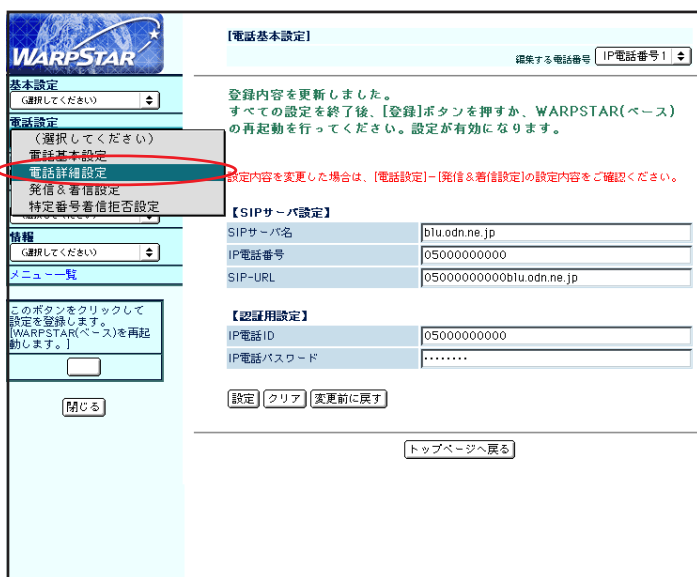 WARPSTAR
基本設定
(選択してください)
電話設定
(選択してください)
電話基本設定
電話詳細設定
発信&着信設定
特定番号着信拒否設定
情報
(選択してください)
メニュー一覧
このボタンをクリックして
設定を登録します。
[WARPSTAR(ベース)を再起
動します。]
閉じる
[電話基本設定]
編集する電話番号 IP電話番号1
登録内容を更新しました。
すべての設定を終了後、[登録]ボタンを押すか、WARPSTAR(ベース)
の再起動を行ってください。設定が有効になります。
設定内容を変更した場合は、[電話設定]-[発信&着信設定]の設定内容をご確認ください。
【SIPサーバ設定】
SIPサーバ名 blu.odn.ne.jp
IP電話番号 05000000000
SIP-URL 05000000000blu.odn.ne.jp
【認証用設定】
IP電話ID 05000000000
IP電話パスワード ••••••••
設定 クリア 変更前に戻す
トップページへ戻る